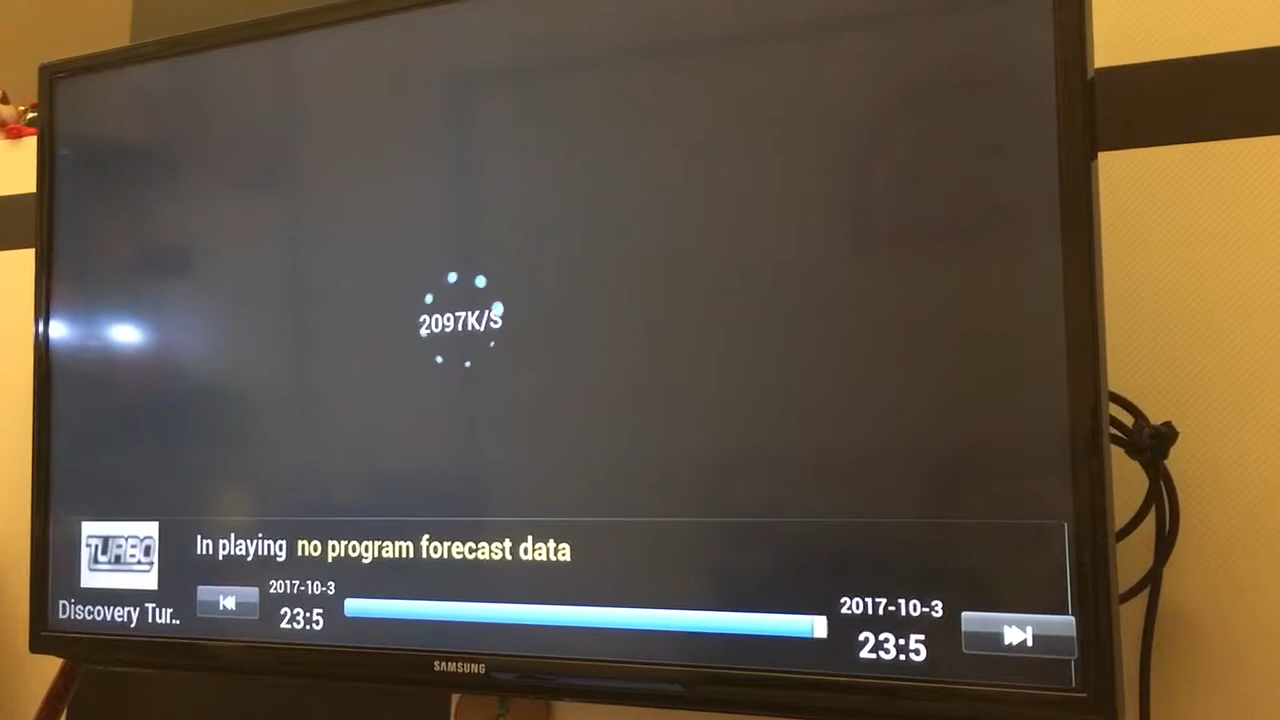 2097K/S
TURBO
In playing no program forecast data
Discovery Tur..
2017-10-3
23:5
2017-10-3
23:5
SAMSUNG